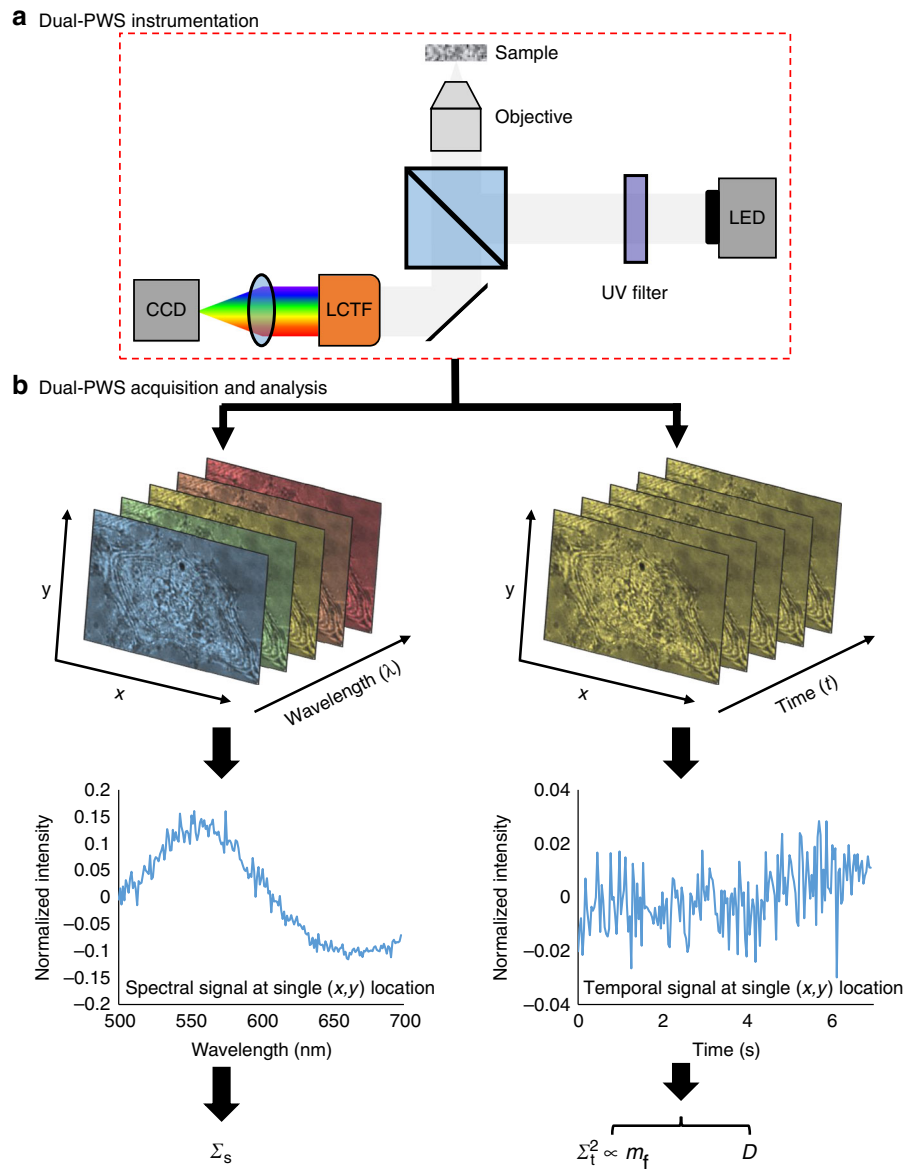 a Dual-PWS instrumentation
Sample
Objective
LED
UV filter
CCD
LCTF
b Dual-PWS acquisition and analysis
y
x
Wavelength (λ)
y
x
Time (t)
Normalized intensity
0.2
0.15
0.1
0.05
0
–0.05
–0.1
–0.15
–0.2
Spectral signal at single (x,y) location
500 550 600 650 700
Wavelength (nm)
Normalized intensity
0.04
0.02
0
–0.02
–0.04
Temporal signal at single (x,y) location
0 2 4 6
Time (s)
Σs
Σt² ∝ mf D